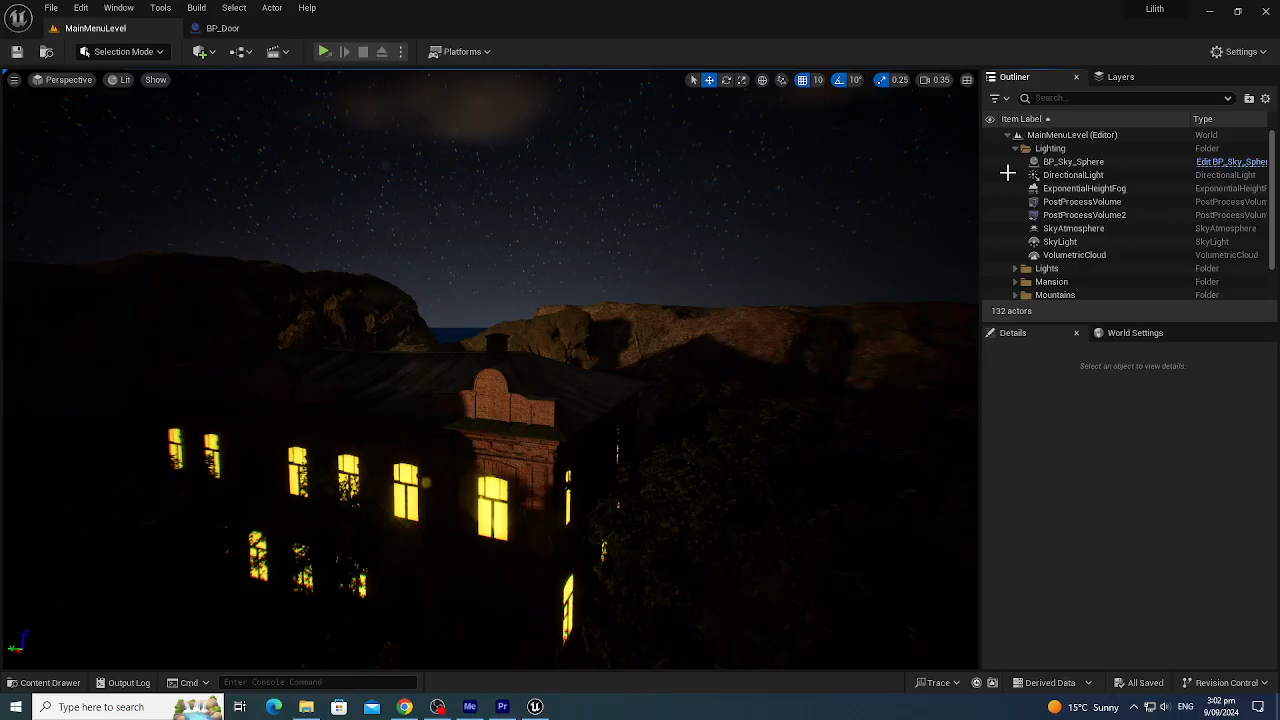 File Edit Window Tools Build Select Actor Help Lilith
MainMenuLevel BP_Door
Selection Mode Platforms Settings
Perspective Lit Show 10 10° 0.25 0.35 Outliner Layers
Search...
Item Label Type
MainMenuLevel (Editor) World
Lighting Folder
BP_Sky_Sphere Edit BP_Sky_Spher
DirectionalLight DirectionalLight
ExponentialHeightFog ExponentialHeightF
PostProcessVolume PostProcessVolum
PostProcessVolume2 PostProcessVolum
SkyAtmosphere SkyAtmosphere
SkyLight SkyLight
VolumetricCloud VolumetricCloud
Lights Folder
Mansion Folder
Mountains Folder
132 actors
Details World Settings
Select an object to view details.
Content Drawer Output Log Cmd Enter Console Command Trace Derived Data All Saved Revision Control
Type here to search Me Pr 15°C Sunny ENG 3:02 pm
9/09/2024